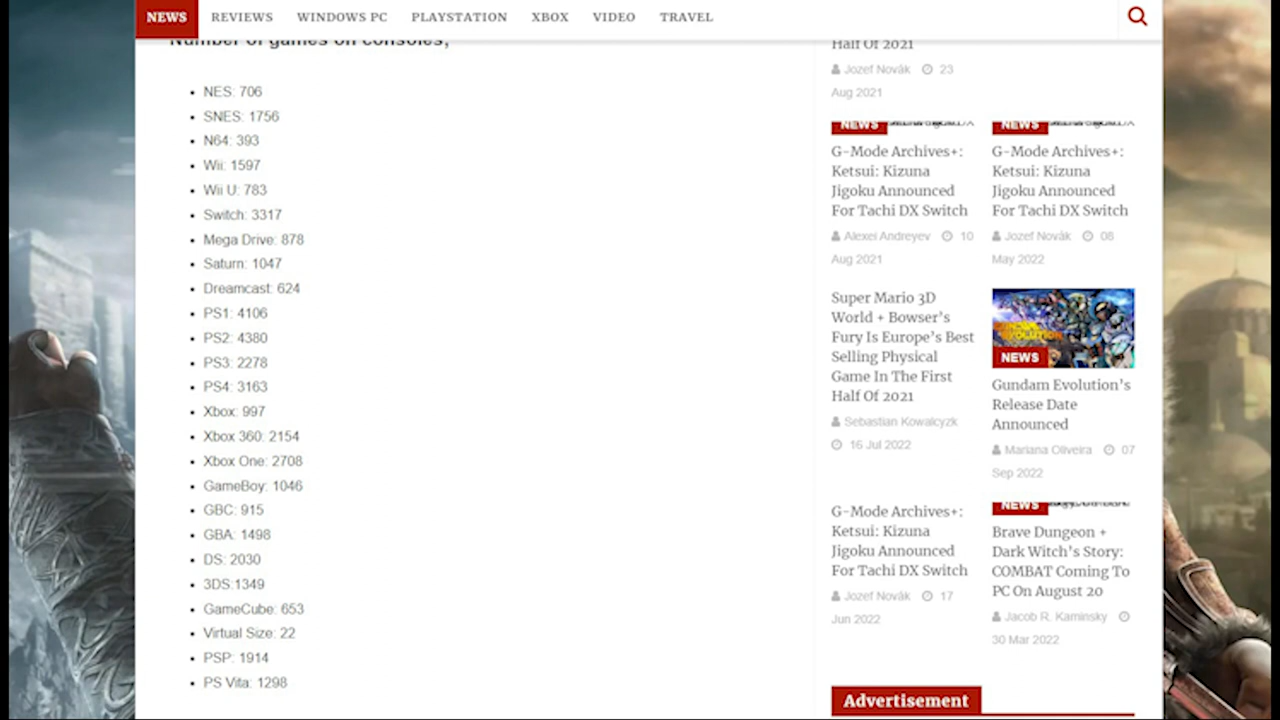 NEWS REVIEWS WINDOWS PC PLAYSTATION XBOX VIDEO TRAVEL
Number of games on consoles;
NES: 706
SNES: 1756
N64: 393
Wii: 1597
Wii U: 783
Switch: 3317
Mega Drive: 878
Saturn: 1047
Dreamcast: 624
PS1: 4106
PS2: 4380
PS3: 2278
PS4: 3163
Xbox: 997
Xbox 360: 2154
Xbox One: 2708
GameBoy: 1046
GBC: 915
GBA: 1498
DS: 2030
3DS:1349
GameCube: 653
Virtual Size: 22
PSP: 1914
PS Vita: 1298
Half Of 2021
Jozef Novák 23
Aug 2021
NEWS
G-Mode Archives+:
Ketsui: Kizuna
Jigoku Announced
For Tachi DX Switch
Alexei Andreyev 10
Aug 2021
NEWS
G-Mode Archives+:
Ketsui: Kizuna
Jigoku Announced
For Tachi DX Switch
Jozef Novák 08
May 2022
Super Mario 3D
World + Bowser's
Fury Is Europe's Best
Selling Physical
Game In The First
Half Of 2021
Sebastian Kowalcyzk
16 Jul 2022
NEWS
Gundam Evolution's
Release Date
Announced
Mariana Oliveira 07
Sep 2022
G-Mode Archives+:
Ketsui: Kizuna
Jigoku Announced
For Tachi DX Switch
Jozef Novák 17
Jun 2022
NEWS
Brave Dungeon +
Dark Witch's Story:
COMBAT Coming To
PC On August 20
Jacob R. Kaminsky
30 Mar 2022
Advertisement